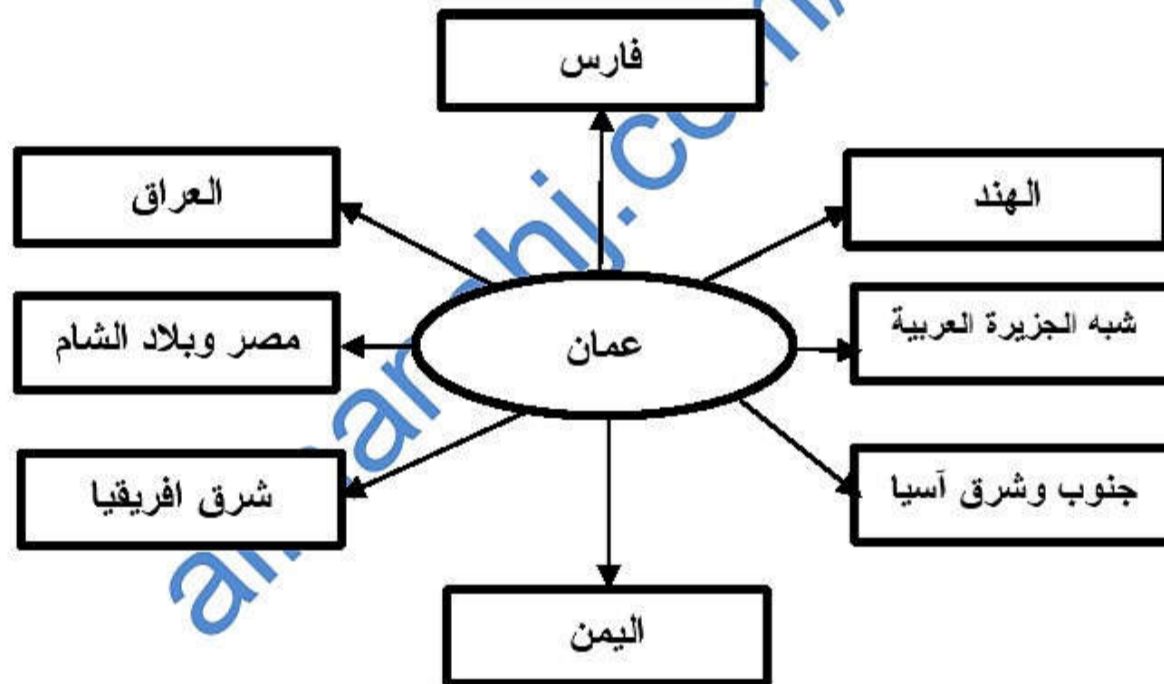 فارس
الهند
العراق
شبه الجزيرة العربية
عمان
مصر وبلاد الشام
جنوب وشرق آسيا
شرق افريقيا
اليمن